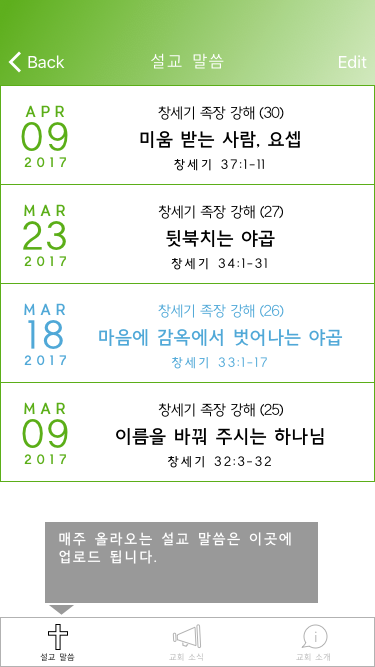 Back
설교 말씀
Edit
APR
09
2017
창세기 족장 강해 (30)
미움 받는 사람, 요셉
창세기 37:1-11
MAR
23
2017
창세기 족장 강해 (27)
뒷북치는 야곱
창세기 34:1-31
MAR
18
2017
창세기 족장 강해 (26)
마음에 감옥에서 벗어나는 야곱
창세기 33:1-17
MAR
09
2017
창세기 족장 강해 (25)
이름을 바꿔 주시는 하나님
창세기 32:3-32
매주 올라오는 설교 말씀은 이곳에
업로드 됩니다.
설교 말씀
교회 소식
교회 소개